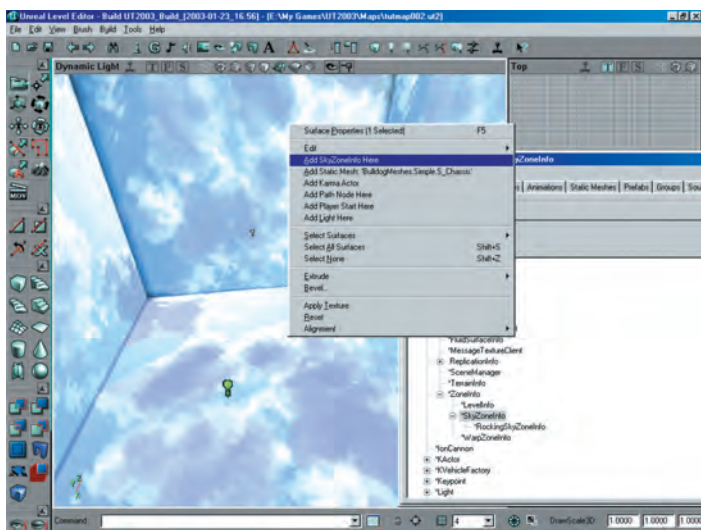 Unreal Level Editor - Build UT2003_Build_[2003-01-23_16.56] - [E:\My Games\UT2003\Maps\tutmap002.ut2]
File Edit View Brush Build Tools Help
Dynamic Light
T F S
Top
T F S
Surface Properties (1 Selected) F5
Edit
Add SkyZoneInfo Here
Add Static Mesh: 'BulldogMeshes.Simple.S_Chassis'
Add Karma Actor
Add Path Node Here
Add Player Start Here
Add Light Here
Select Surfaces
Select All Surfaces Shift+S
Select None Shift+Z
Extrude
Bevel...
Apply Texture
Reset
Alignment
Animations Static Meshes Prefabs Groups
*FluidSurfaceInfo
*MessageTextureClient
*ReplicationInfo
*SceneManager
*TerrainInfo
*ZoneInfo
*LevelInfo
*SkyZoneInfo
*RockingSkyZoneInfo
*WarpZoneInfo
*IonCannon
*KActor
*KVehicleFactory
*Keypoint
*Light
Command:
4
DrawScale3D: 1.0000 1.0000 1.0000